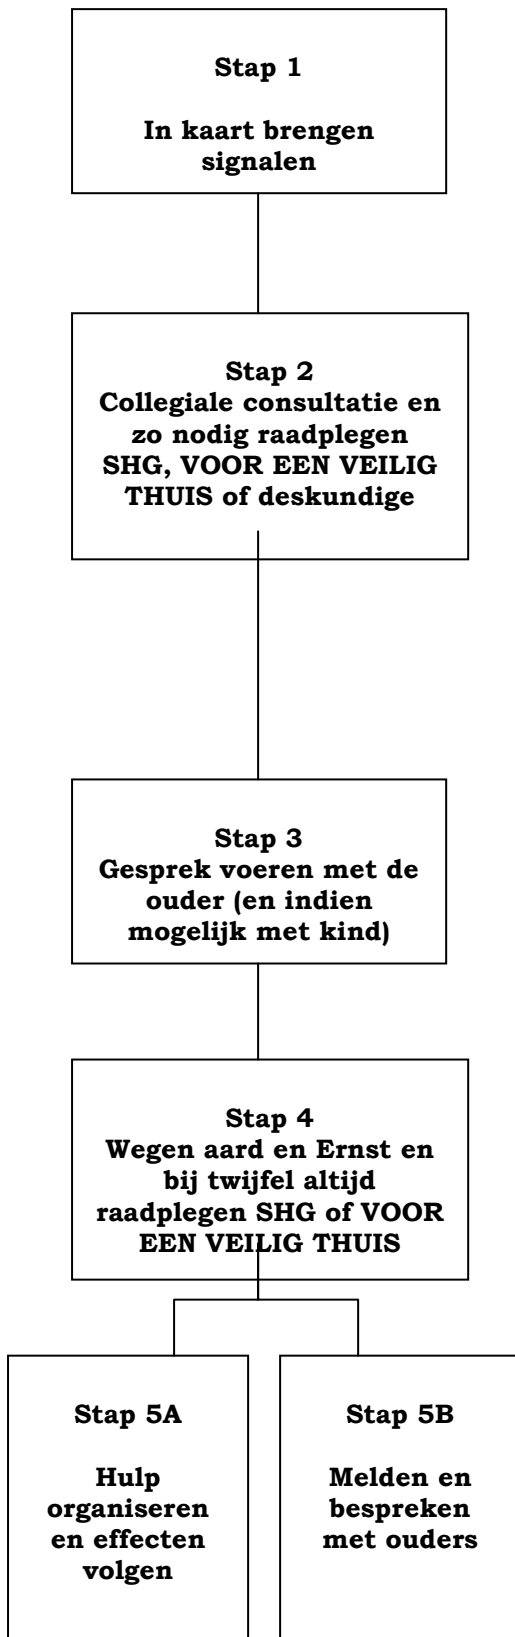 Stap 1
In kaart brengen
signalen
Stap 2
Collegiale consultatie en
zo nodig raadplegen
SHG, VOOR EEN VEILIG
THUIS of deskundige
Stap 3
Gesprek voeren met de
ouder (en indien
mogelijk met kind)
Stap 4
Wegen aard en Ernst en
bij twijfel altijd
raadplegen SHG of VOOR
EEN VEILIG THUIS
Stap 5A
Hulp
organiseren
en effecten
volgen
Stap 5B
Melden en
bespreken
met ouders